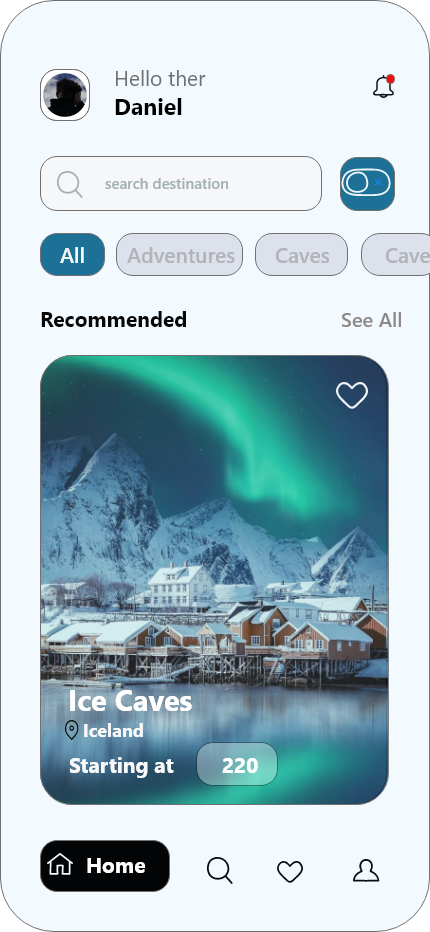 Hello ther
Daniel
search destination
All Adventures Caves Cave
Recommended See All
Ice Caves
Iceland
Starting at 220
Home